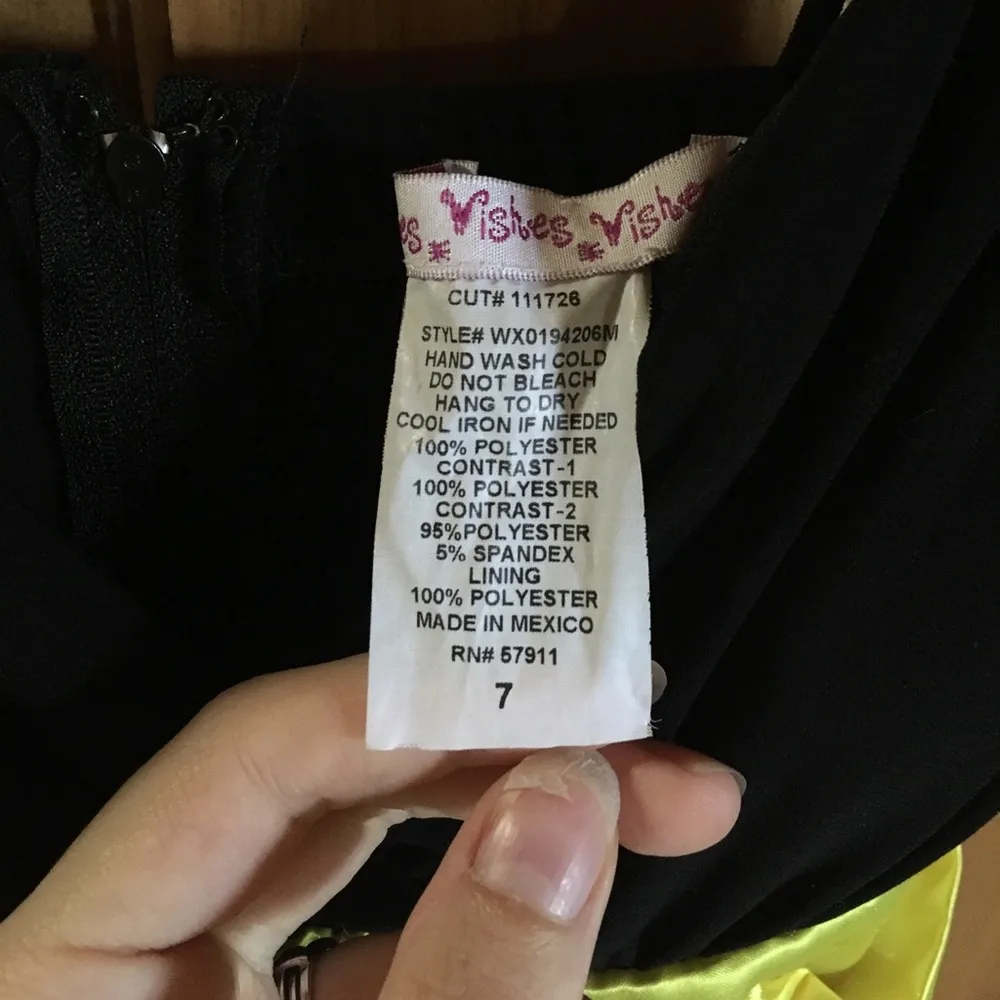 es * Wishes * Wishe
CUT# 111726
STYLE# WX0194206M
HAND WASH COLD
DO NOT BLEACH
HANG TO DRY
COOL IRON IF NEEDED
100% POLYESTER
CONTRAST-1
100% POLYESTER
CONTRAST-2
95%POLYESTER
5% SPANDEX
LINING
100% POLYESTER
MADE IN MEXICO
RN# 57911
7